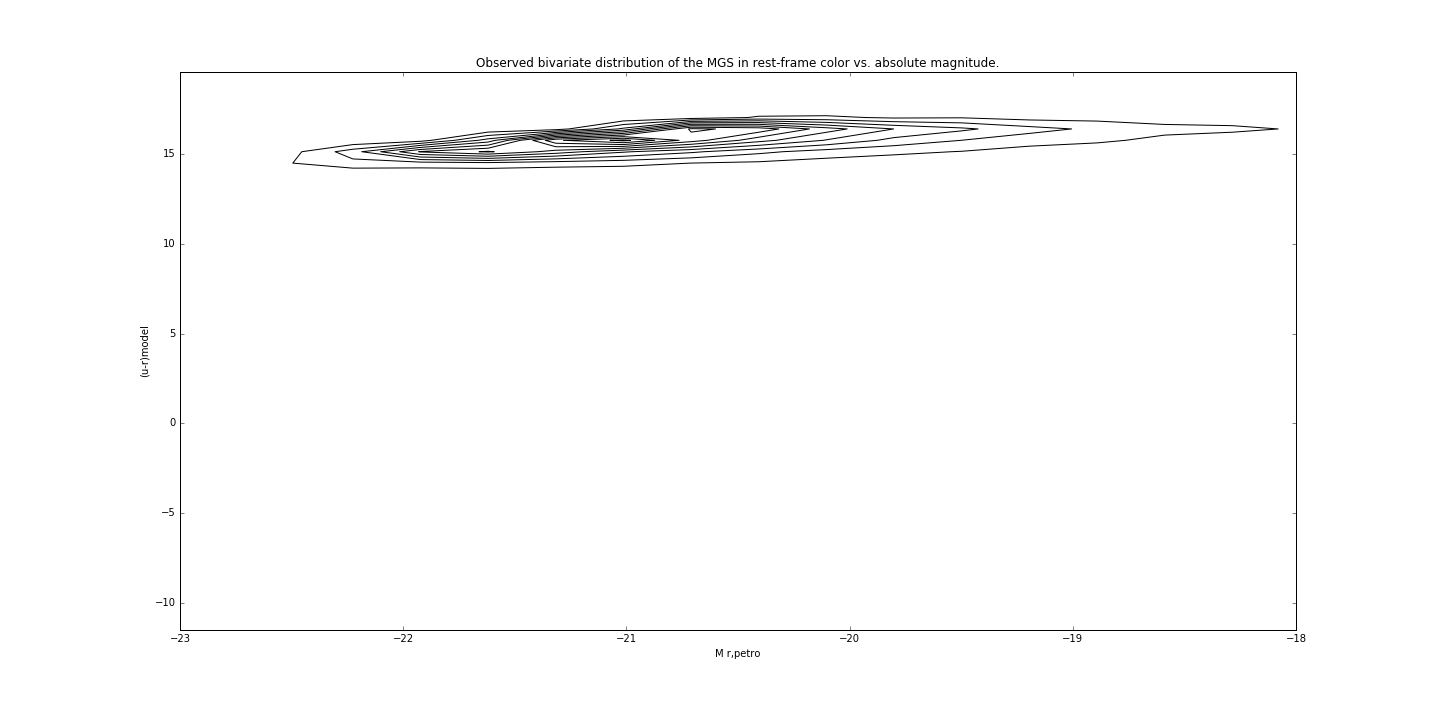 Observed bivariate distribution of the MGS in rest-frame color vs. absolute magnitude.
15
10
5
0
−5
−10
(u-r)model
−23 −22 −21 −20 −19 −18
M r,petro